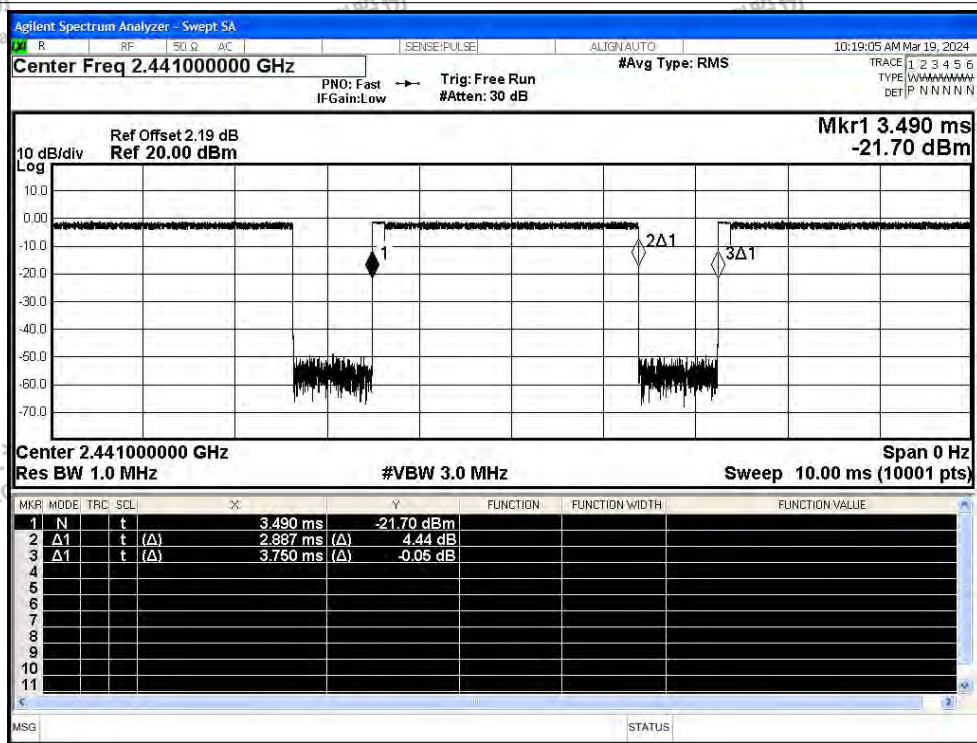 Agilent Spectrum Analyzer - Swept SA
R RF 50 Ω AC SENSE:PULSE ALIGNAUTO 10:19:05 AM Mar 19, 2024
Center Freq 2.441000000 GHz #Avg Type: RMS TRACE 1 2 3 4 5 6
PNO: Fast Trig: Free Run TYPE WWWWWW
IFGain:Low #Atten: 30 dB DET P N N N N N
Mkr1 3.490 ms
Ref Offset 2.19 dB
10 dB/div Ref 20.00 dBm -21.70 dBm
Log
10.0
0.00
-10.0
-20.0
-30.0
-40.0
-50.0
-60.0
-70.0
1 2Δ1 3Δ1
Center 2.441000000 GHz Span 0 Hz
Res BW 1.0 MHz #VBW 3.0 MHz Sweep 10.00 ms (10001 pts)
MKR MODE TRC SCL X Y FUNCTION FUNCTION WIDTH FUNCTION VALUE
1 N t 3.490 ms -21.70 dBm
2 Δ1 t (Δ) 2.887 ms (Δ) 4.44 dB
3 Δ1 t (Δ) 3.750 ms (Δ) -0.05 dB
4
5
6
7
8
9
10
11
MSG STATUS